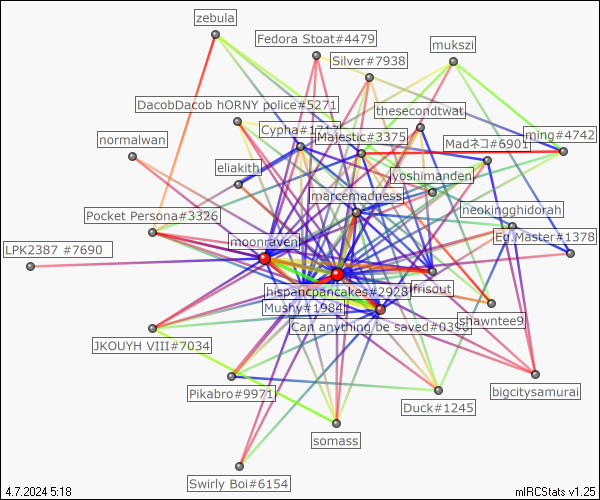 zebula
Fedora Stoat#4479
mukszi
Silver#7938
DacobDacob hORNY police#5271
thesecondtwat
Cypha#1717
Majestic#3375
ming#4742
normalwan
Madネコ#6901
eliakith
lyoshimanden
marcemadness
neokingghidorah
Pocket Persona#3326
Eg.Master#1378
moonraven
LPK2387 #7690
hispancpancakes#2928
frisout
Mushy#1984
shawntee9
Can anything be saved#0396
JKOUYH VIII#7034
bigcitysamurai
Pikabro#9971
Duck#1245
somass
Swirly Boi#6154
4.7.2024 5:18
mIRCStats v1.25